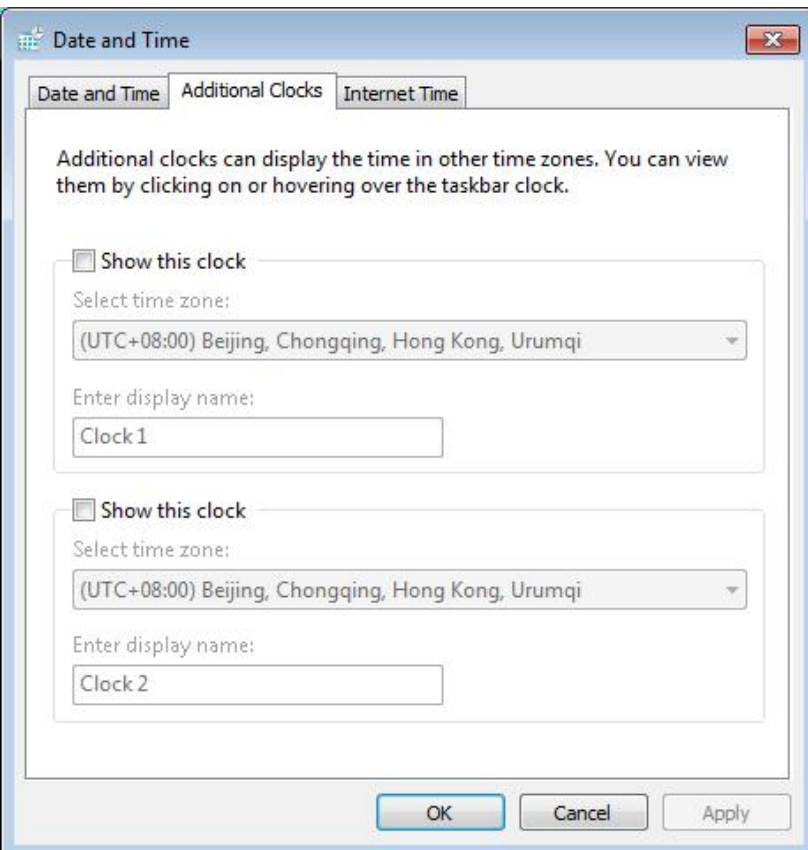 Date and Time
Date and Time Additional Clocks Internet Time
Additional clocks can display the time in other time zones. You can view
them by clicking on or hovering over the taskbar clock.
Show this clock
Select time zone:
(UTC+08:00) Beijing, Chongqing, Hong Kong, Urumqi
Enter display name:
Clock 1
Show this clock
Select time zone:
(UTC+08:00) Beijing, Chongqing, Hong Kong, Urumqi
Enter display name:
Clock 2
OK Cancel Apply